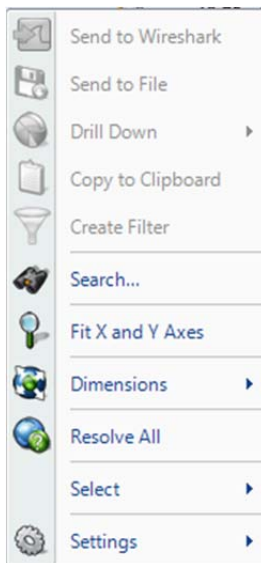 Send to Wireshark
Send to File
Drill Down
Copy to Clipboard
Create Filter
Search...
Fit X and Y Axes
Dimensions
Resolve All
Select
Settings